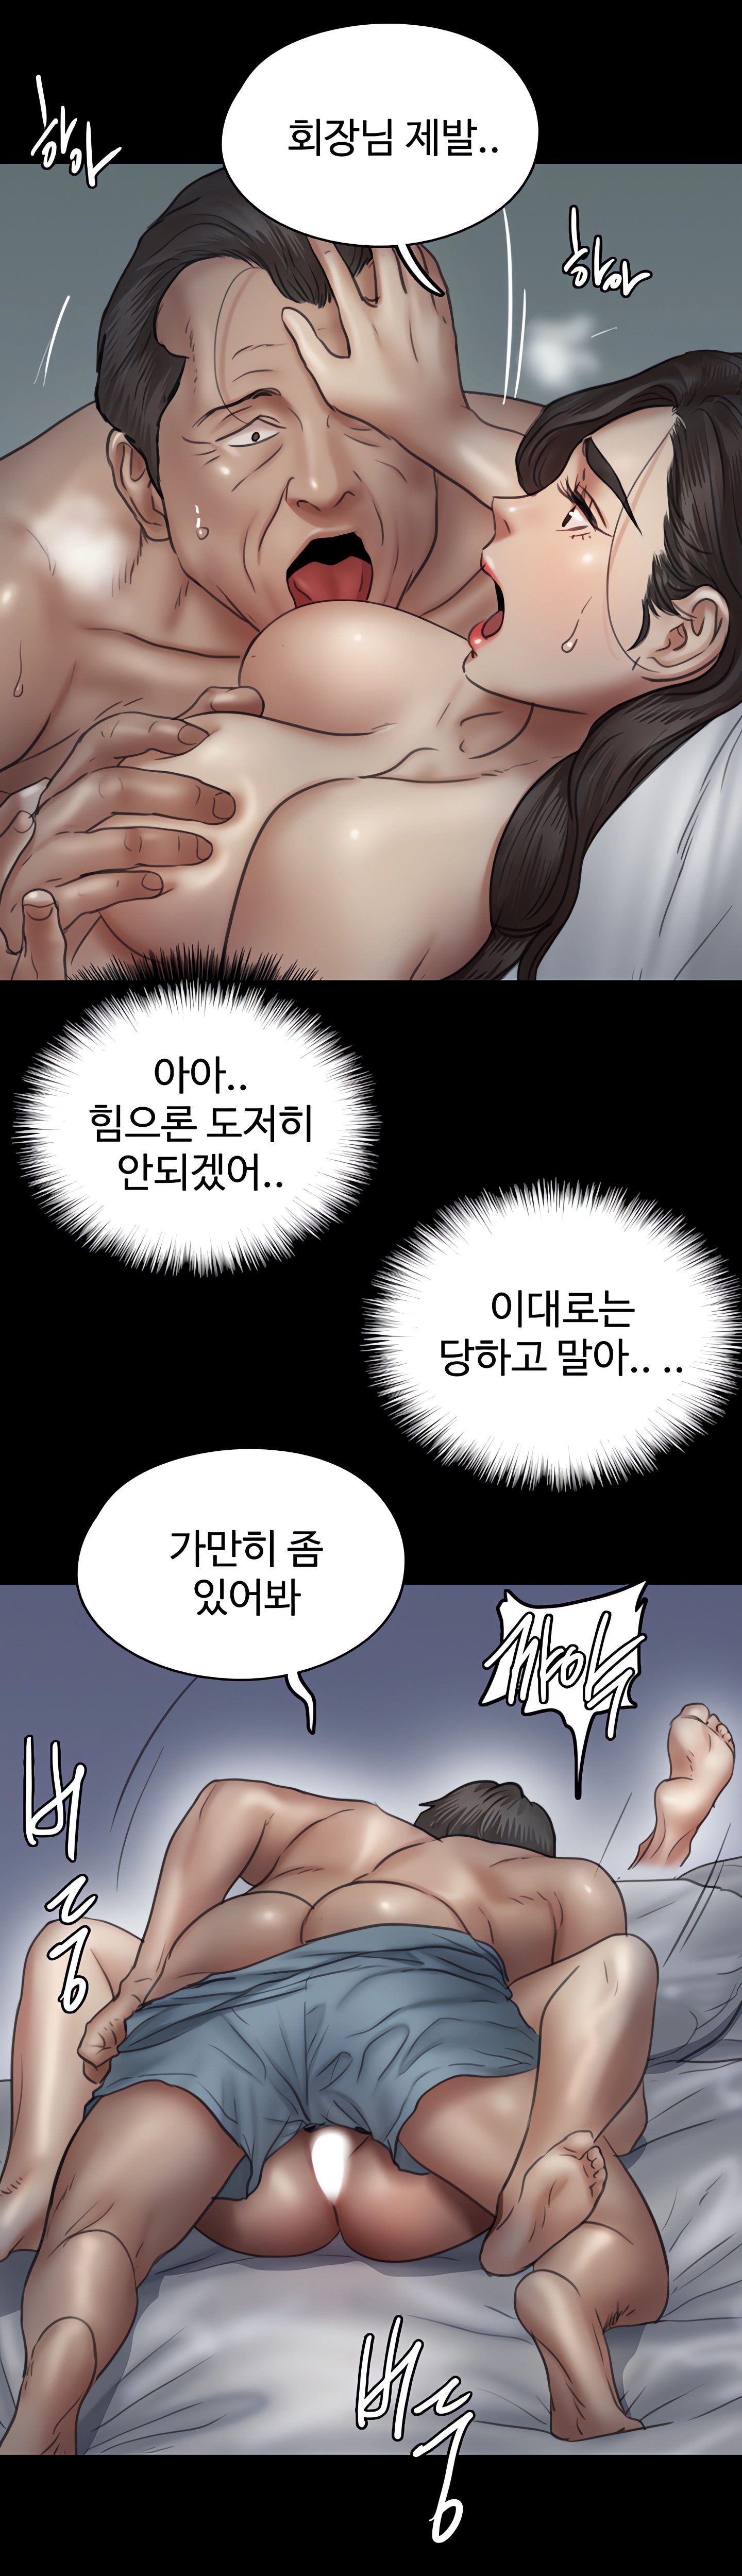 회장님 제발..
하아
하아
아아..
힘으론 도저히
안되겠어..
이대로는
당하고 말아.. ..
가만히 좀
있어봐
꺄악
버
둥
버
둥